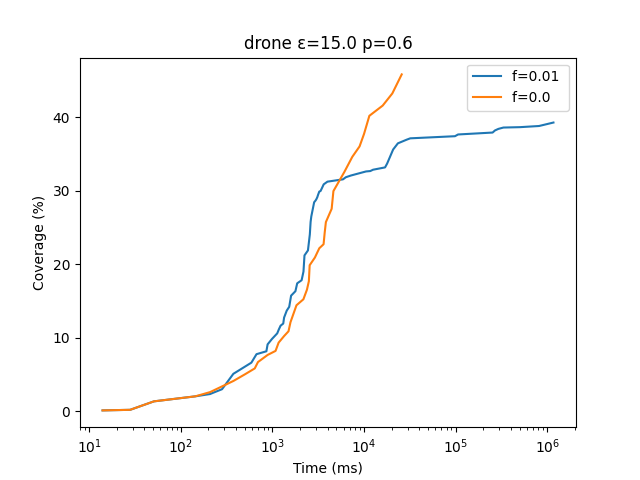 drone ε=15.0 p=0.6
f=0.01
f=0.0
Coverage (%)
40
30
20
10
0
10¹ 10² 10³ 10⁴ 10⁵ 10⁶
Time (ms)